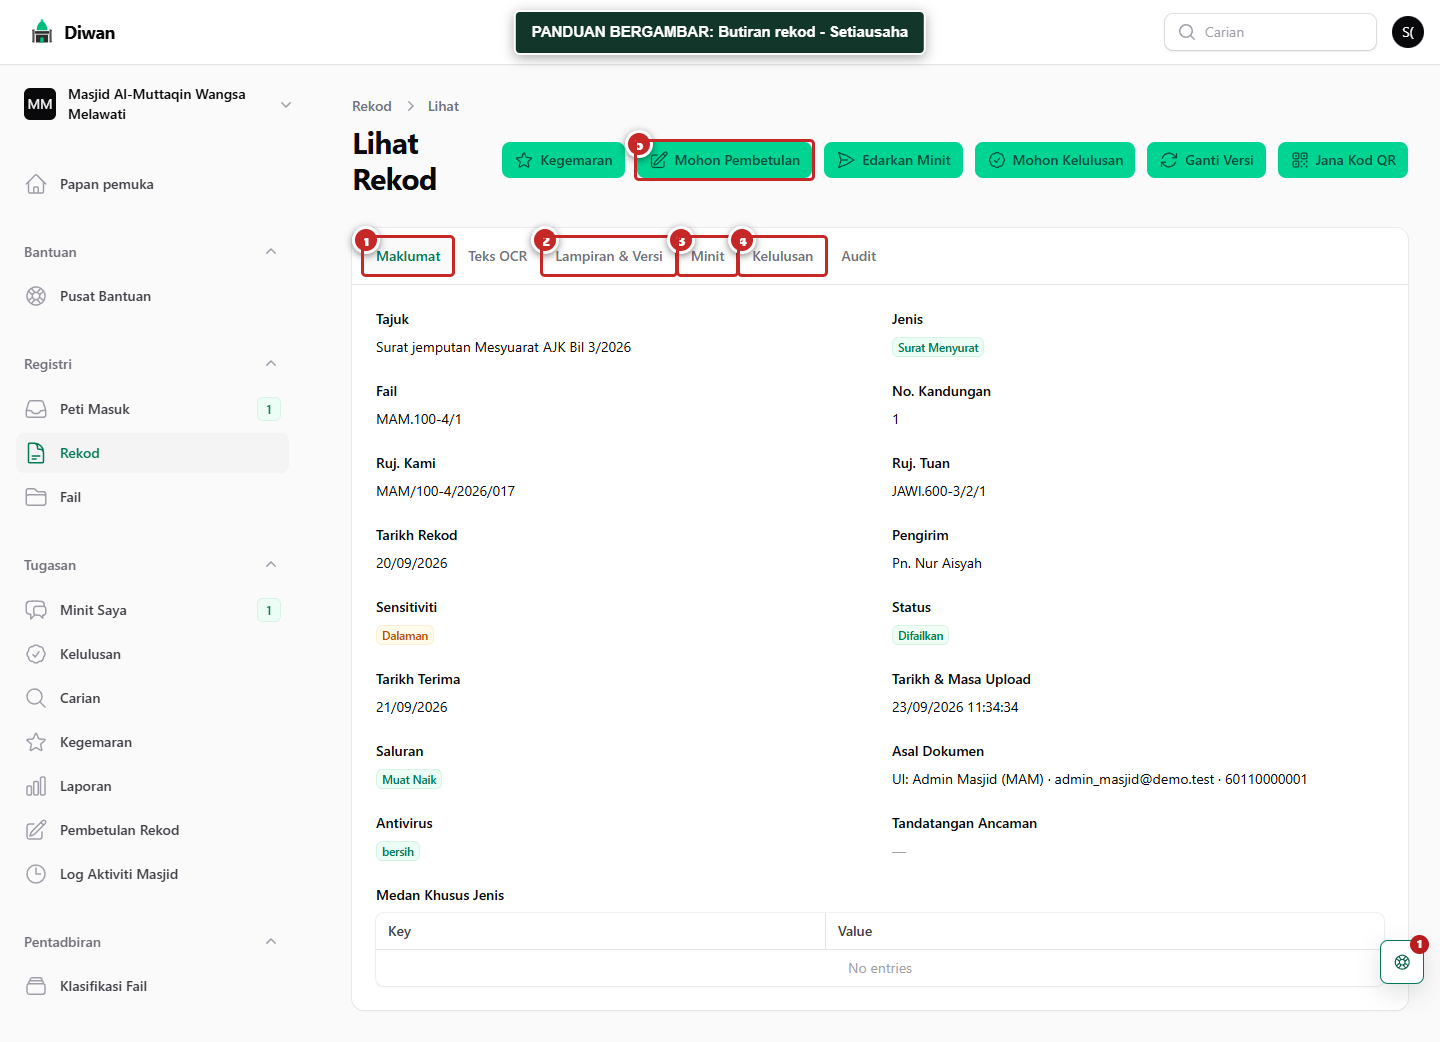 Diwan
PANDUAN BERGAMBAR: Butiran rekod - Setiausaha
Carian
S(
MM
Masjid Al-Muttaqin Wangsa
Melawati
Papan pemuka
Bantuan
Pusat Bantuan
Registri
Peti Masuk
1
Rekod
Fail
Tugasan
Minit Saya
1
Kelulusan
Carian
Kegemaran
Laporan
Pembetulan Rekod
Log Aktiviti Masjid
Pentadbiran
Klasifikasi Fail
Rekod > Lihat
Lihat
Rekod
Kegemaran
5
Mohon Pembetulan
Edarkan Minit
Mohon Kelulusan
Ganti Versi
Jana Kod QR
1
Maklumat
Teks OCR
2
Lampiran & Versi
3
Minit
4
Kelulusan
Audit
Tajuk
Surat jemputan Mesyuarat AJK Bil 3/2026
Jenis
Surat Menyurat
Fail
MAM.100-4/1
No. Kandungan
1
Ruj. Kami
MAM/100-4/2026/017
Ruj. Tuan
JAWI.600-3/2/1
Tarikh Rekod
20/09/2026
Pengirim
Pn. Nur Aisyah
Sensitiviti
Dalaman
Status
Difailkan
Tarikh Terima
21/09/2026
Tarikh & Masa Upload
23/09/2026 11:34:34
Saluran
Muat Naik
Asal Dokumen
UI: Admin Masjid (MAM) · admin_masjid@demo.test · 60110000001
Antivirus
bersih
Tandatangan Ancaman
—
Medan Khusus Jenis
Key
Value
No entries
1